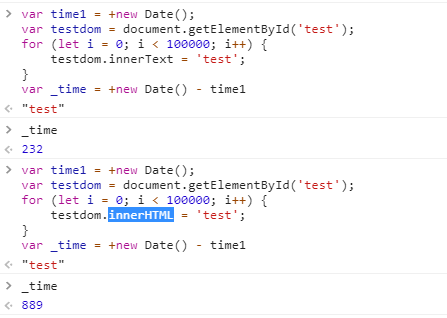 > var time1 = +new Date();
var testdom = document.getElementById('test');
for (let i = 0; i < 100000; i++) {
    testdom.innerText = 'test';
}
var _time = +new Date() - time1
"test"
> _time
232
> var time1 = +new Date();
var testdom = document.getElementById('test');
for (let i = 0; i < 100000; i++) {
    testdom.innerHTML = 'test';
}
var _time = +new Date() - time1
"test"
> _time
889